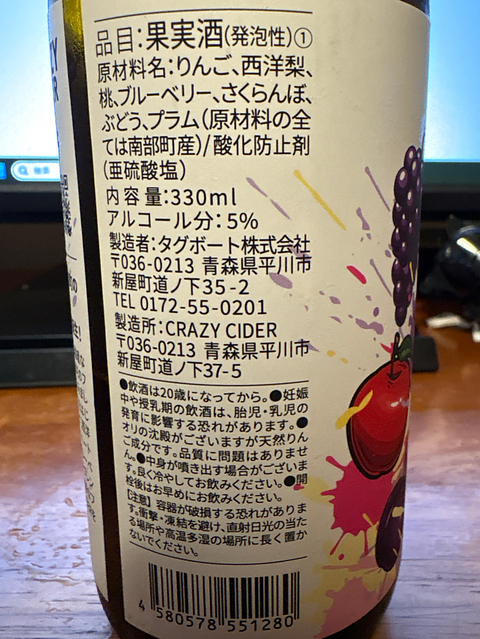 品目:果実酒(発泡性)①
原材料名:りんご、西洋梨、
桃、ブルーベリー、さくらんぼ、
ぶどう、プラム(原材料の全
ては南部町産)/酸化防止剤
(亜硫酸塩)
内容量:330ml
アルコール分:5%
製造者:タグボート株式会社
〒036-0213 青森県平川市
新屋町道ノ下35-2
TEL 0172-55-0201
製造所:CRAZY CIDER
〒036-0213 青森県平川市
新屋町道ノ下37-5
●飲酒は20歳になってから。●妊娠
中や授乳期の飲酒は、胎児・乳児の
発育に影響する恐れがあります。●
オリの沈殿がございますが天然りん
ご成分です。品質に問題はありませ
ん。●中身が噴き出す場合がございま
す。良く冷やしてお飲みください。●開
栓後はお早めにお飲みください。
【注意】容器が破損する恐れがありま
す。衝撃・凍結を避け、直射日光の当た
る場所や高温多湿の場所に長く置か
ないでください。
4 580578 551280